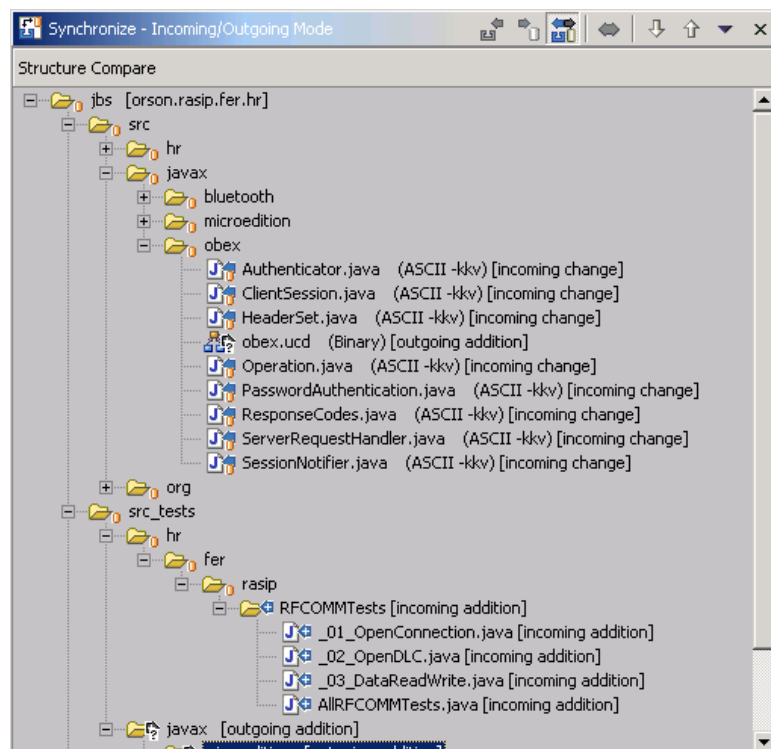 Synchronize - Incoming/Outgoing Mode
Structure Compare
jbs [orson.rasip.fer.hr]
src
hr
javax
bluetooth
microedition
obex
Authenticator.java (ASCII -kkv) [incoming change]
ClientSession.java (ASCII -kkv) [incoming change]
HeaderSet.java (ASCII -kkv) [incoming change]
obex.ucd (Binary) [outgoing addition]
Operation.java (ASCII -kkv) [incoming change]
PasswordAuthentication.java (ASCII -kkv) [incoming change]
ResponseCodes.java (ASCII -kkv) [incoming change]
ServerRequestHandler.java (ASCII -kkv) [incoming change]
SessionNotifier.java (ASCII -kkv) [incoming change]
org
src_tests
hr
fer
rasip
RFCOMMTests [incoming addition]
_01_OpenConnection.java [incoming addition]
_02_OpenDLC.java [incoming addition]
_03_DataReadWrite.java [incoming addition]
AllRFCOMMTests.java [incoming addition]
javax [outgoing addition]